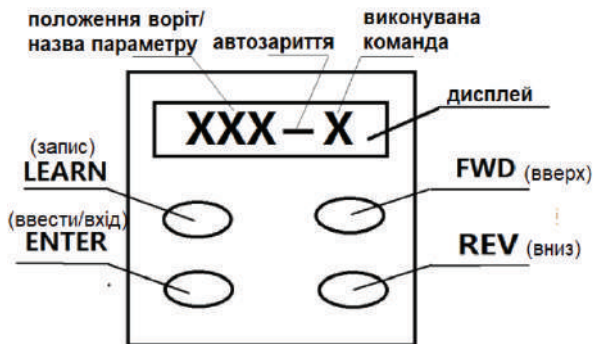 положення воріт/
назва параметру
автозариття
виконувана
команда
XXX – X
дисплей
(запис)
LEARN
FWD (вверх)
(ввести/вхід)
ENTER
REV (вниз)